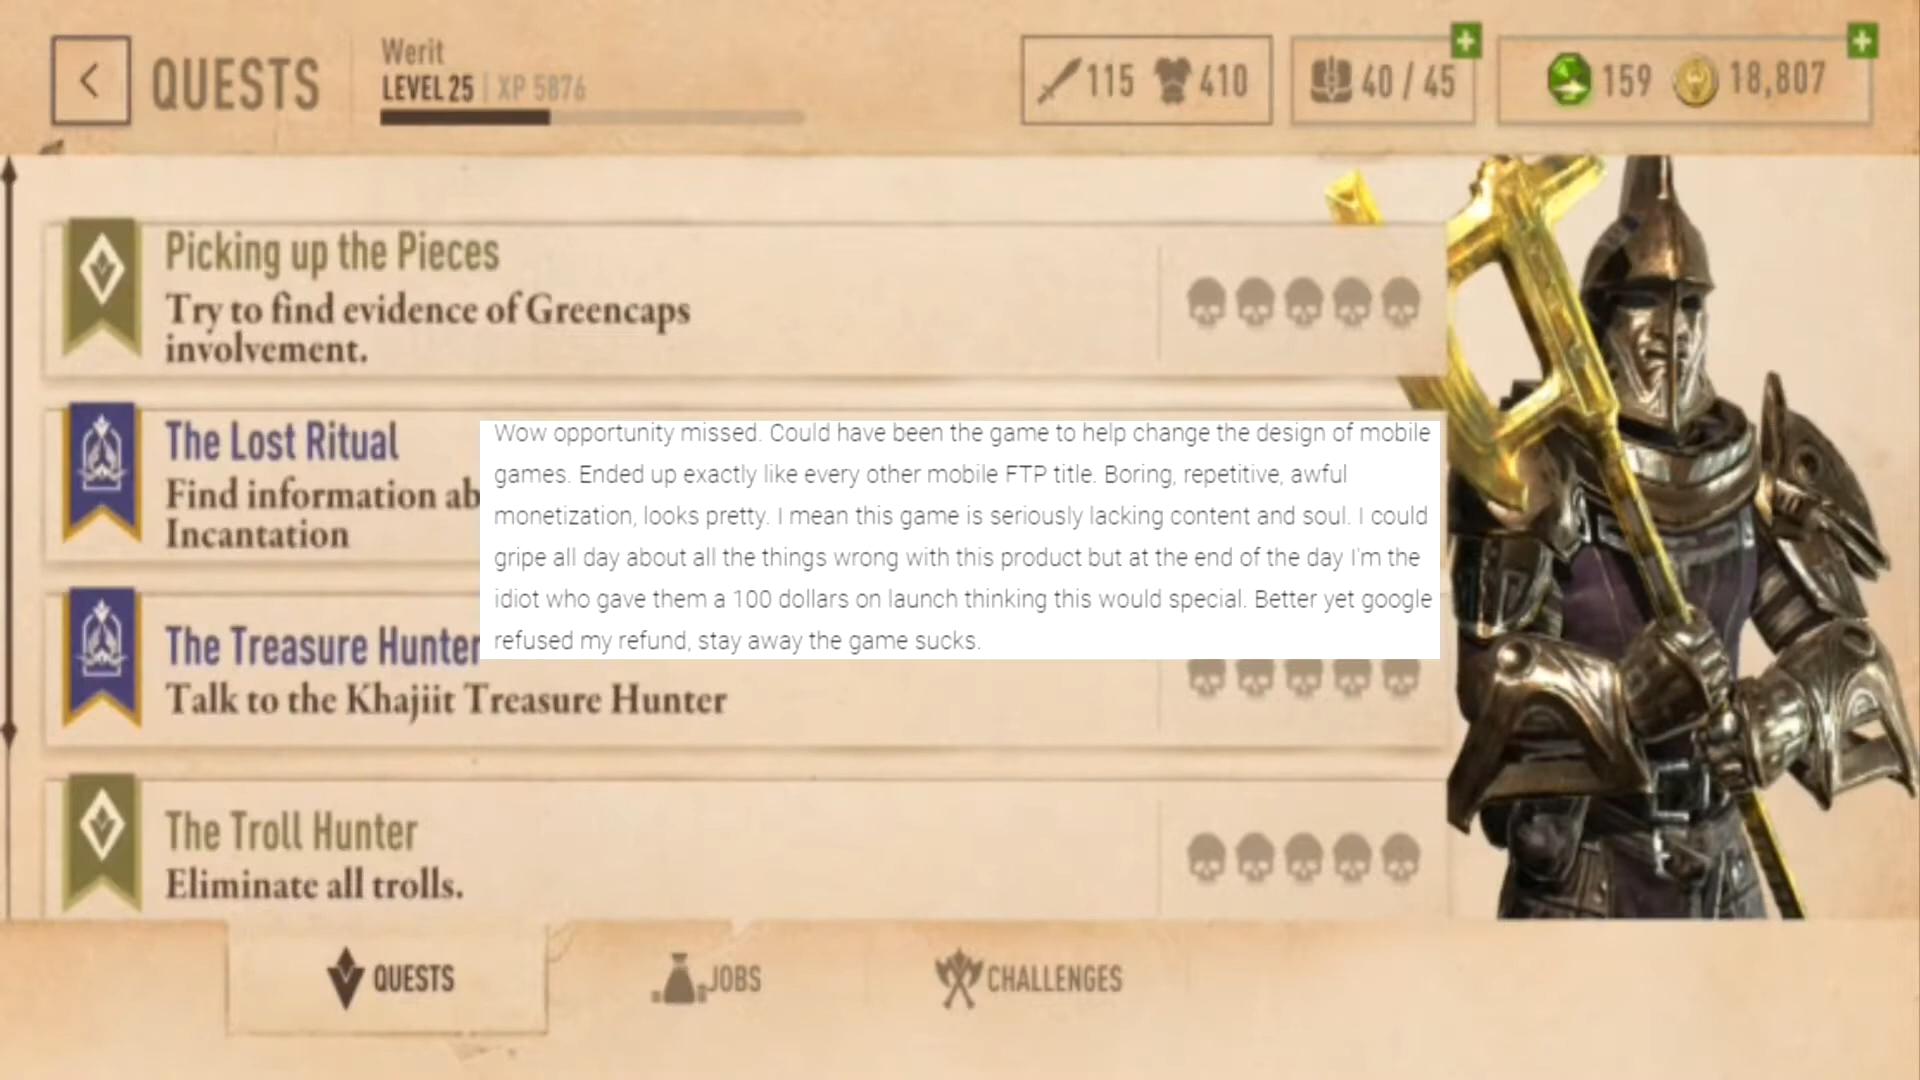 QUESTS
Werit
LEVEL 25 | XP 5876
115
410
40 / 45
159
18,807
Picking up the Pieces
Try to find evidence of Greencaps
involvement.
The Lost Ritual
Find information ab
Incantation
Wow opportunity missed. Could have been the game to help change the design of mobile
games. Ended up exactly like every other mobile FTP title. Boring, repetitive, awful
monetization, looks pretty. I mean this game is seriously lacking content and soul. I could
gripe all day about all the things wrong with this product but at the end of the day I'm the
idiot who gave them a 100 dollars on launch thinking this would special. Better yet google
refused my refund, stay away the game sucks.
The Treasure Hunter
Talk to the Khajiit Treasure Hunter
The Troll Hunter
Eliminate all trolls.
QUESTS
JOBS
CHALLENGES